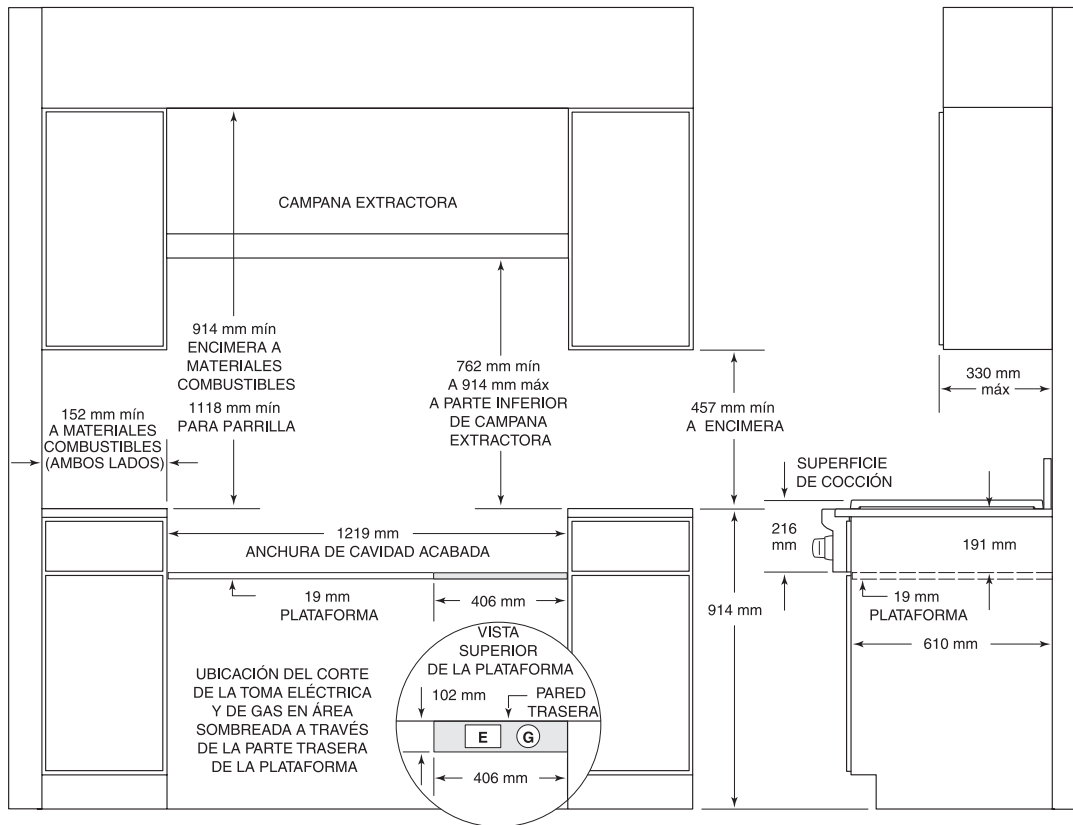 CAMPANA EXTRACTORA
914 mm mín
ENCIMERA A
MATERIALES
COMBUSTIBLES
1118 mm mín
PARA PARRILLA
762 mm mín
A 914 mm máx
A PARTE INFERIOR
DE CAMPANA
EXTRACTORA
152 mm mín
A MATERIALES
COMBUSTIBLES
(AMBOS LADOS)
457 mm mín
A ENCIMERA
330 mm
máx
SUPERFICIE
DE COCCIÓN
1219 mm
ANCHURA DE CAVIDAD ACABADA
216
mm
191 mm
19 mm
PLATAFORMA
406 mm
914 mm
19 mm
PLATAFORMA
610 mm
VISTA
SUPERIOR
DE LA PLATAFORMA
102 mm
PARED
TRASERA
E
G
406 mm
UBICACIÓN DEL CORTE
DE LA TOMA ELÉCTRICA
Y DE GAS EN ÁREA
SOMBREADA A TRAVÉS
DE LA PARTE TRASERA
DE LA PLATAFORMA